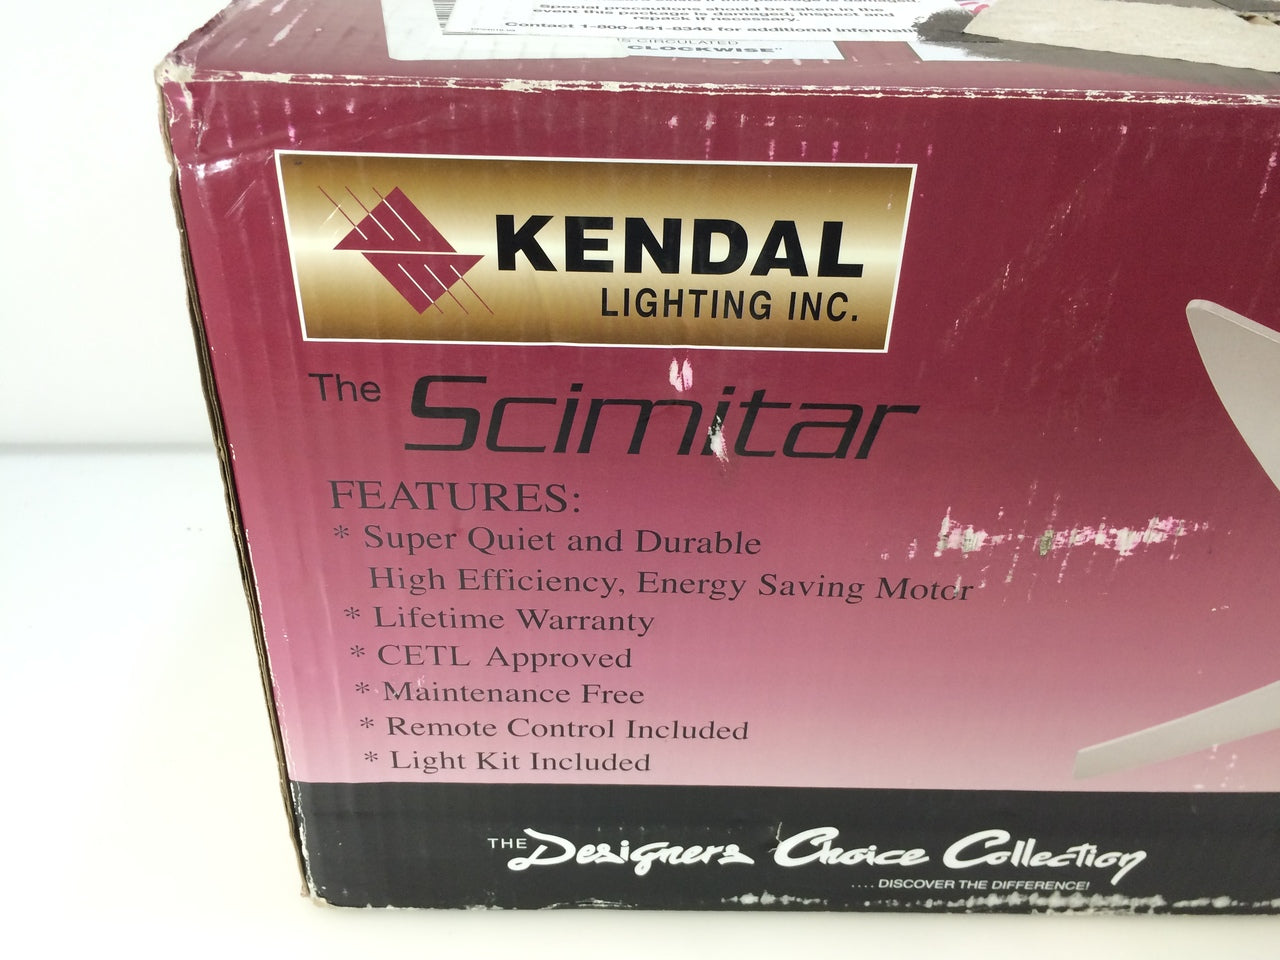 Special precautions should be taken in the
event this package is damaged; inspect and
repack if necessary.
Contact 1-800-451-8346 for additional
IS CIRCULATED
CLOCKWISE"
KENDAL
LIGHTING INC.
The Scimitar
FEATURES:
* Super Quiet and Durable
High Efficiency, Energy Saving Motor
* Lifetime Warranty
* CETL Approved
* Maintenance Free
* Remote Control Included
* Light Kit Included
THE Designers Choice Collection
....DISCOVER THE DIFFERENCE!